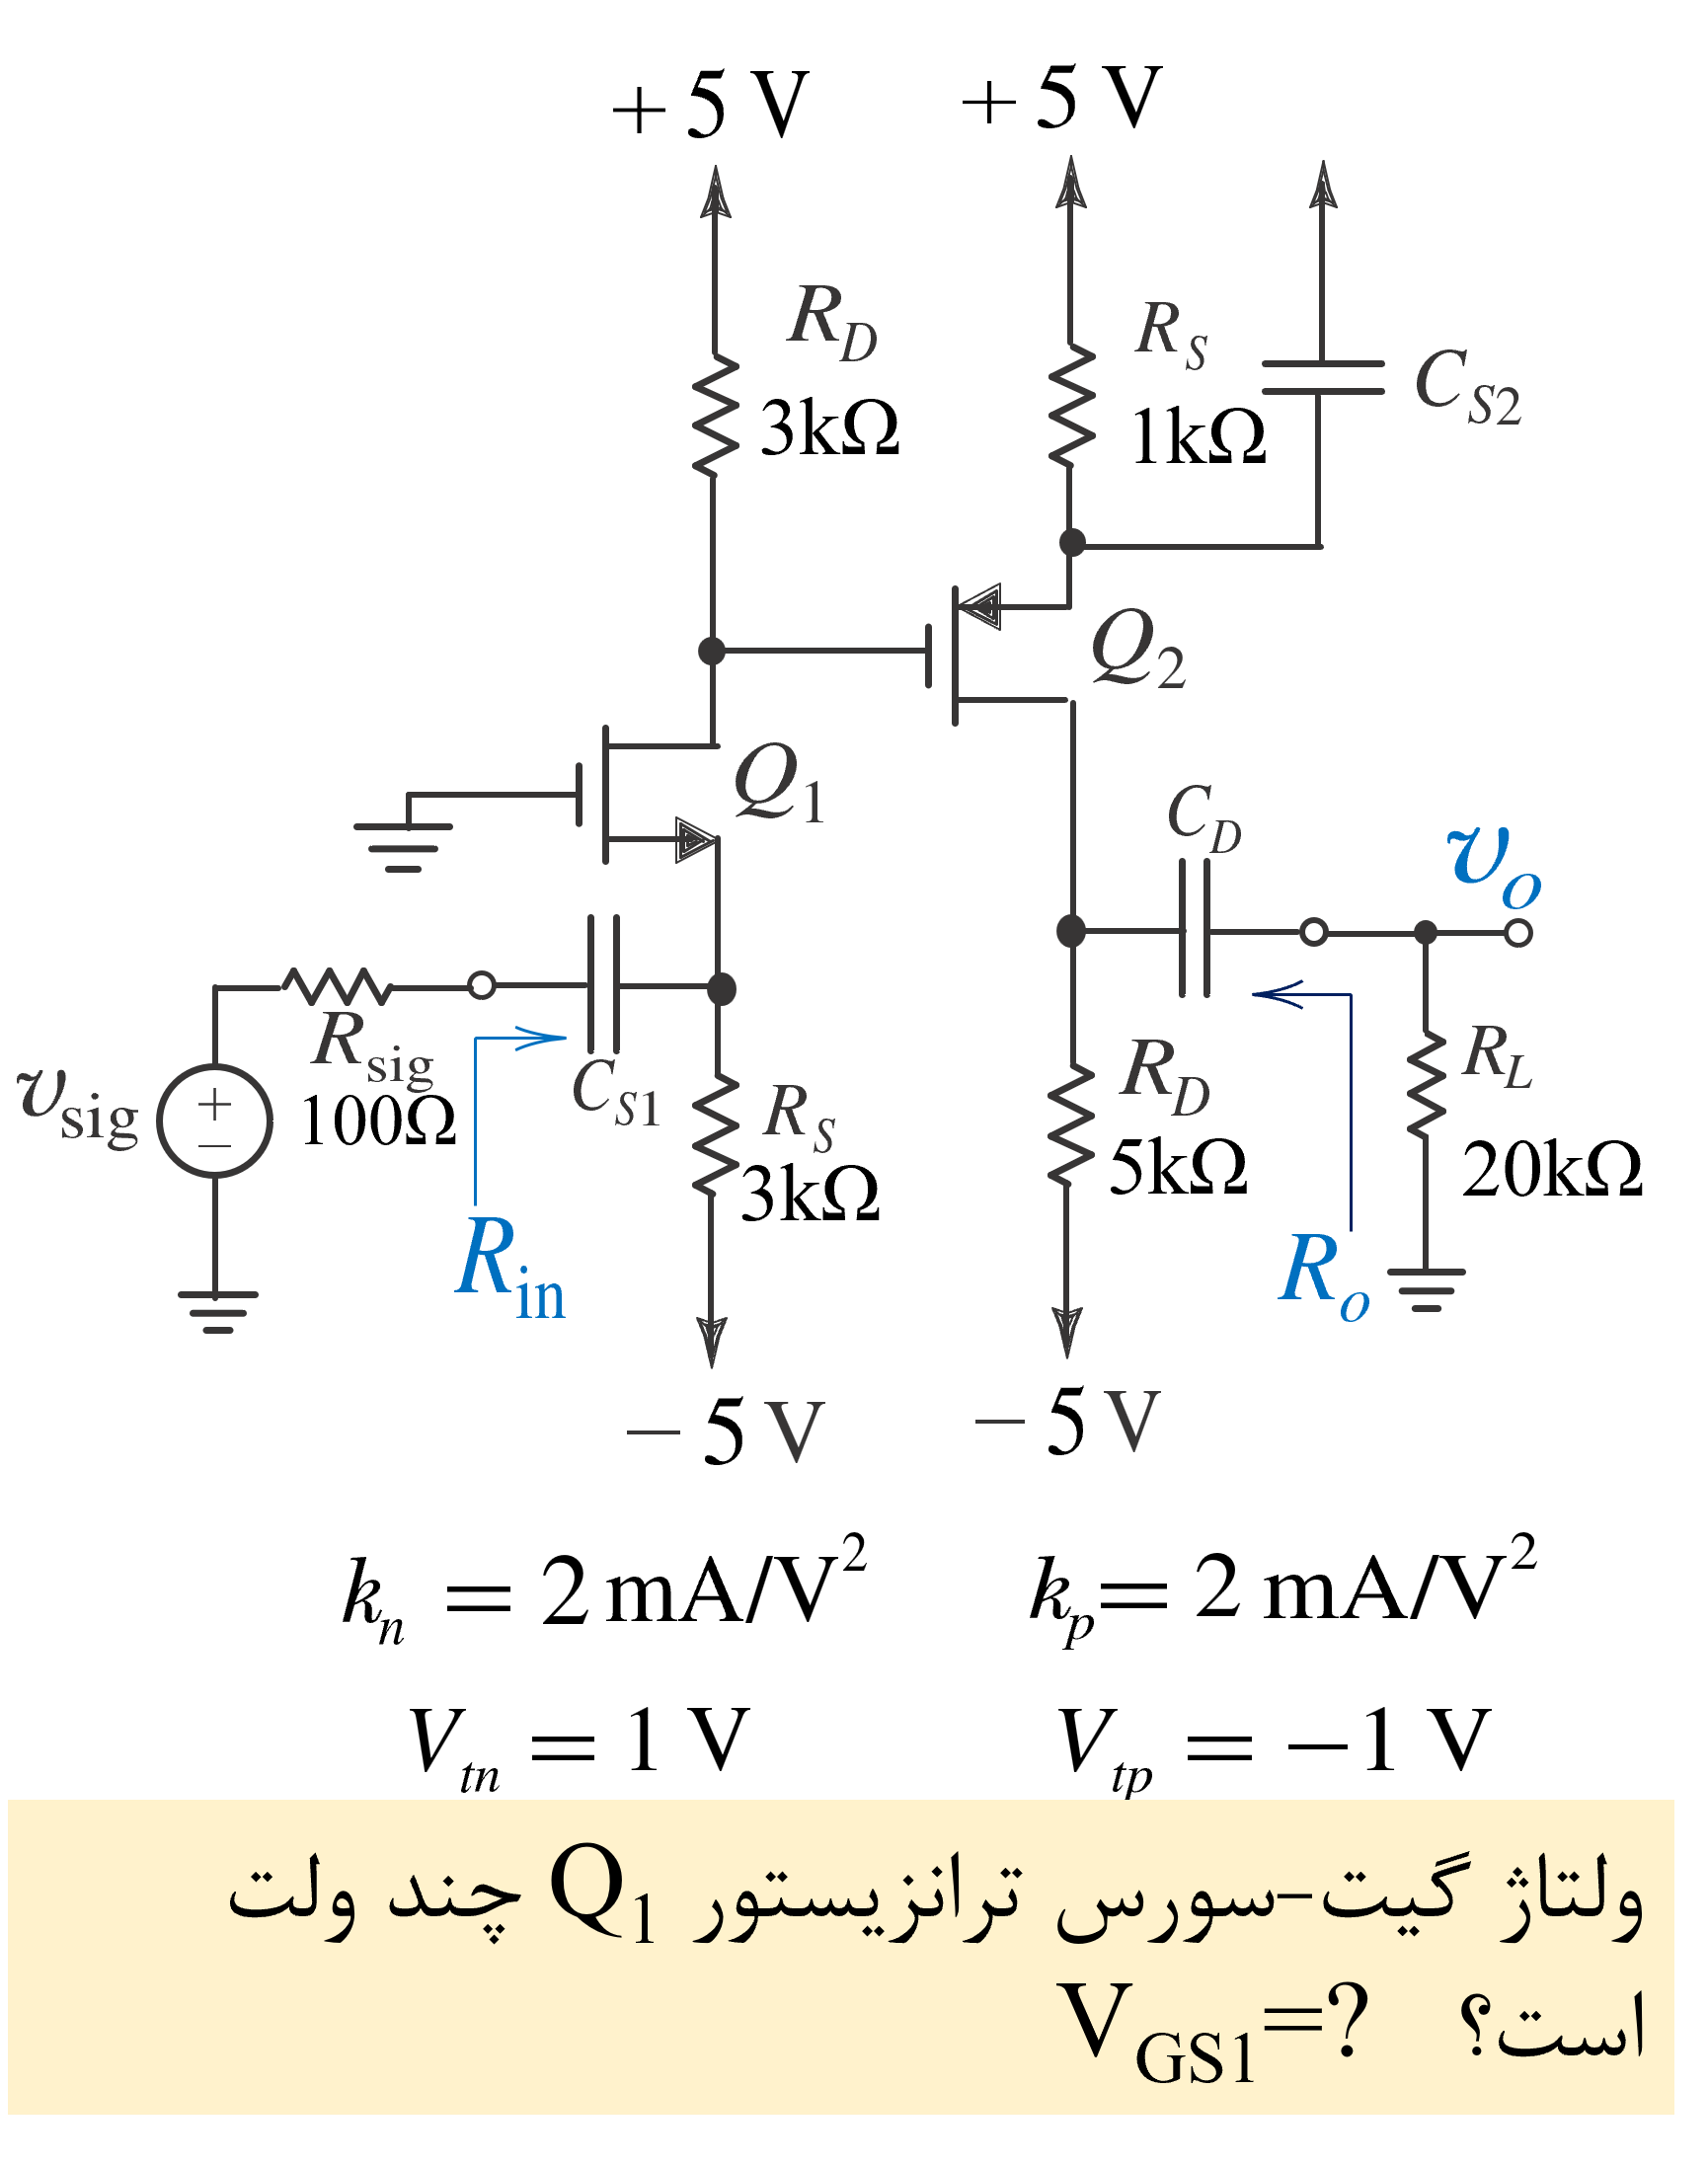 + 5 V
+ 5 V
R_D
3kΩ
R_S
1kΩ
C_S2
Q_2
Q_1
C_D
v_o
R_sig
100Ω
v_sig
+
−
C_S1
R_S
3kΩ
R_D
5kΩ
R_L
20kΩ
R_in
R_o
− 5 V
− 5 V
k_n = 2 mA/V²
k_p = 2 mA/V²
V_tn = 1 V
V_tp = −1 V
ولتاژ گیت-سورس ترانزیستور Q1 چند ولت
است؟ V_GS1=?